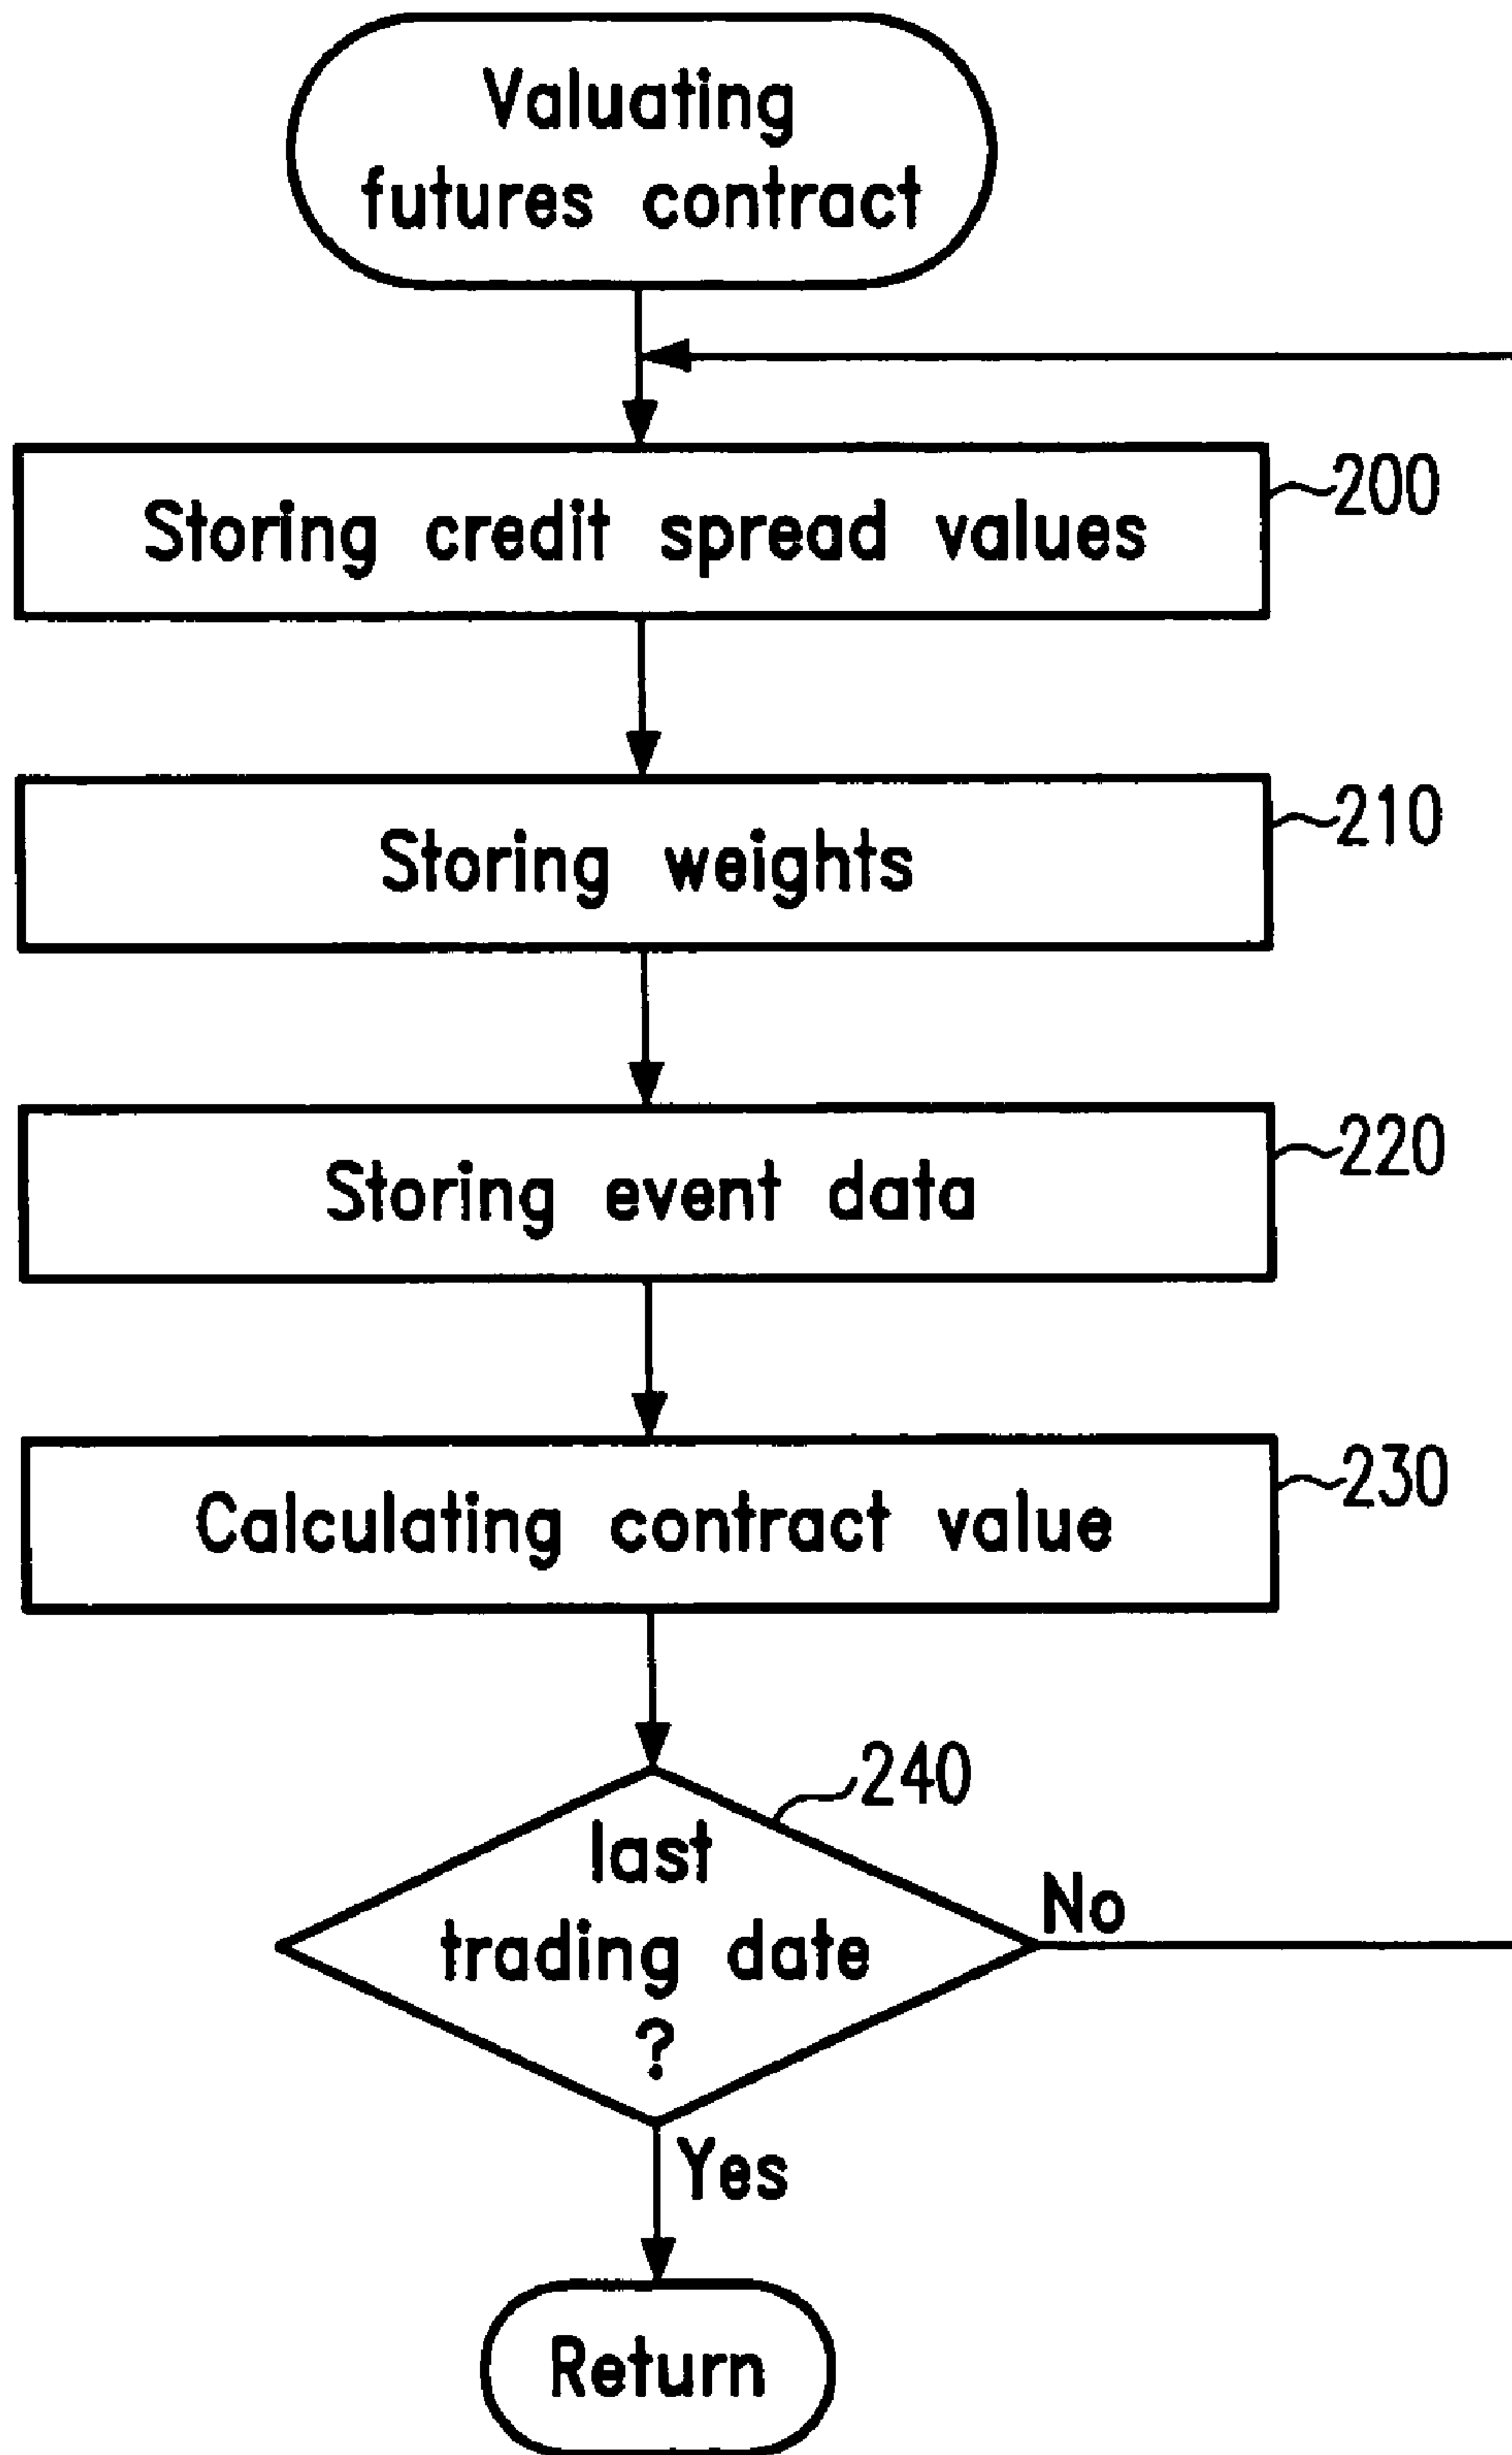 Valuating
futures contract
Storing credit spread values
200
Storing weights
210
Storing event data
220
Calculating contract value
230
240
last
trading date
?
No
Yes
Return